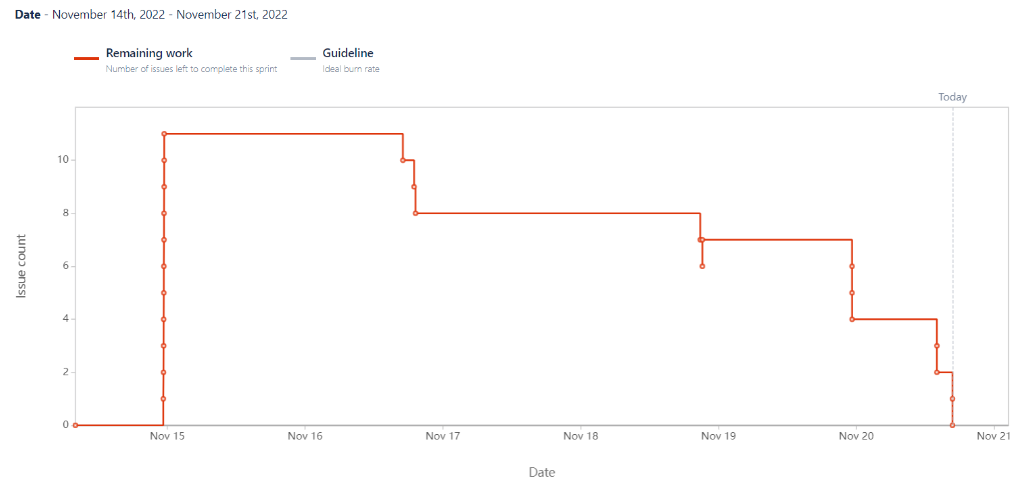 Date - November 14th, 2022 - November 21st, 2022
Remaining work
Number of issues left to complete this sprint
Guideline
Ideal burn rate
Today
10
8
6
4
2
0
Issue count
Nov 15 Nov 16 Nov 17 Nov 18 Nov 19 Nov 20 Nov 21
Date